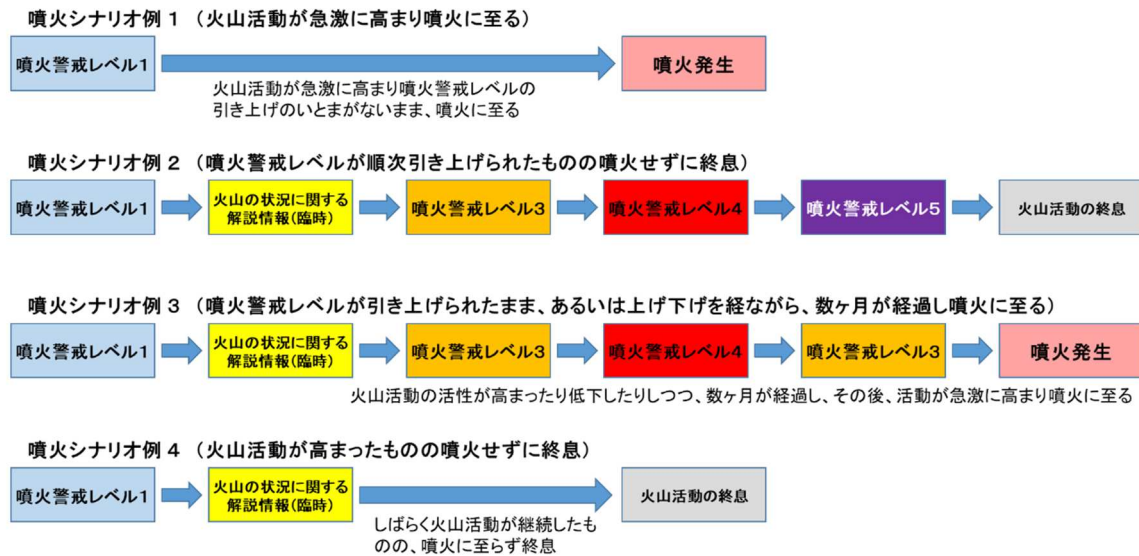 噴火シナリオ例１（火山活動が急激に高まり噴火に至る）
噴火警戒レベル1
噴火発生
火山活動が急激に高まり噴火警戒レベルの
引き上げのいとまがないまま、噴火に至る
噴火シナリオ例２（噴火警戒レベルが順次引き上げられたものの噴火せずに終息）
噴火警戒レベル1
火山の状況に関する
解説情報(臨時)
噴火警戒レベル3
噴火警戒レベル4
噴火警戒レベル5
火山活動の終息
噴火シナリオ例３（噴火警戒レベルが引き上げられたまま、あるいは上げ下げを経ながら、数ヶ月が経過し噴火に至る）
噴火警戒レベル1
火山の状況に関する
解説情報(臨時)
噴火警戒レベル3
噴火警戒レベル4
噴火警戒レベル3
噴火発生
火山活動の活性が高まったり低下したりしつつ、数ヶ月が経過し、その後、活動が急激に高まり噴火に至る
噴火シナリオ例４（火山活動が高まったものの噴火せずに終息）
噴火警戒レベル1
火山の状況に関する
解説情報(臨時)
火山活動の終息
しばらく火山活動が継続したも
のの、噴火に至らず終息